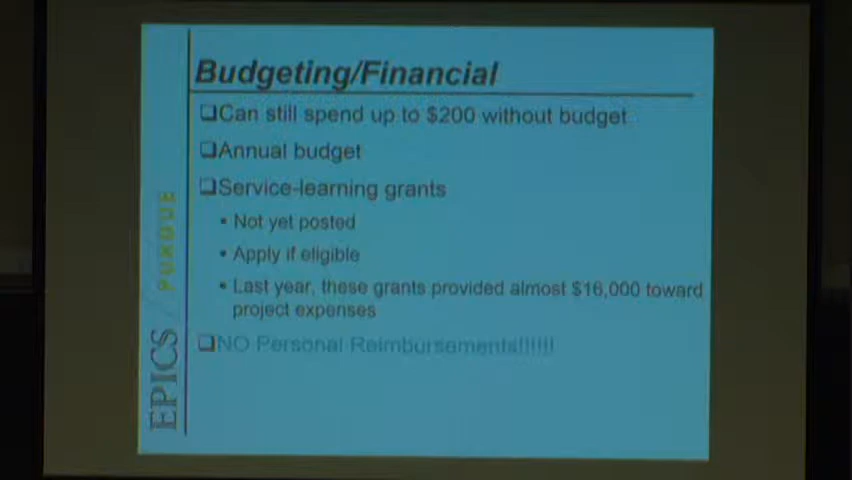 Budgeting/Financial
❑Can still spend up to $200 without budget
❑Annual budget
❑Service-learning grants
▪ Not yet posted
▪ Apply if eligible
▪ Last year, these grants provided almost $16,000 toward
project expenses
❑NO Personal Reimbursements!!!!!!
EPICS
PURDUE